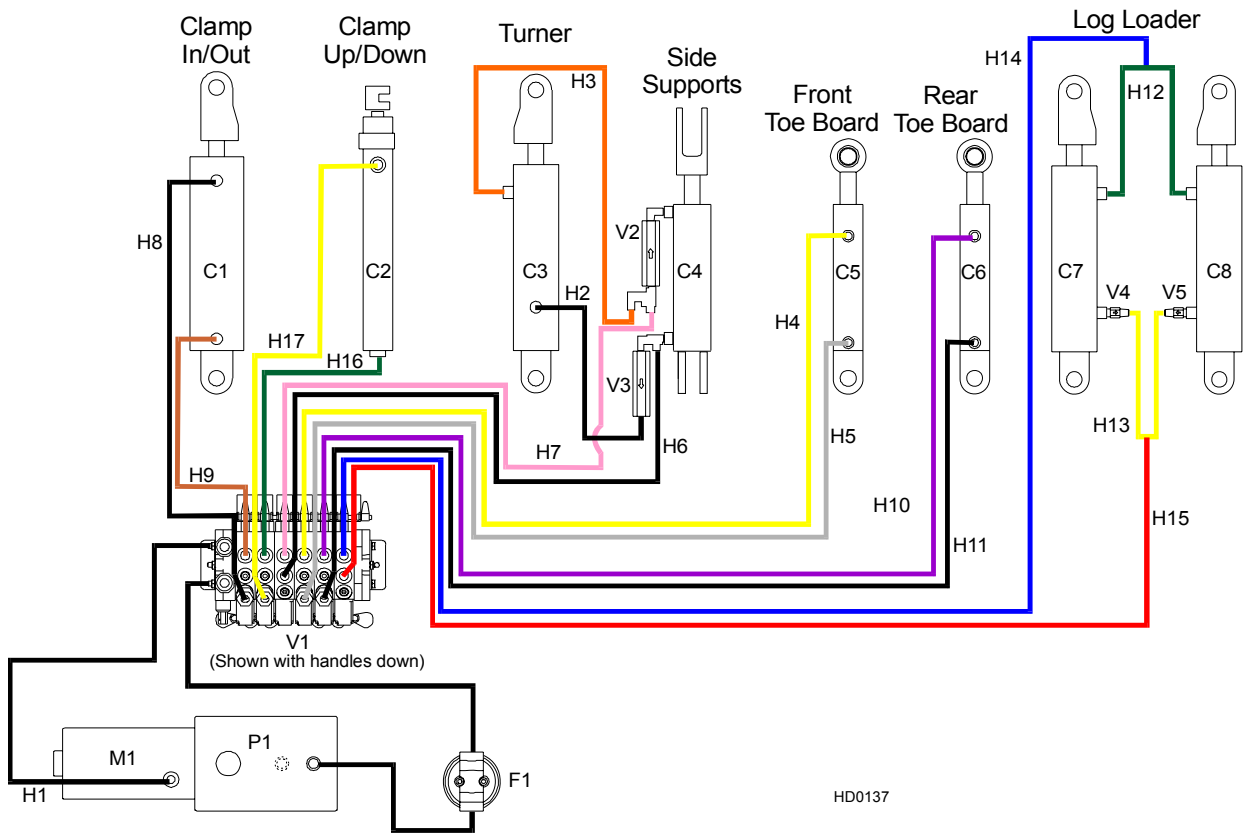 Clamp
In/Out
Clamp
Up/Down
Turner
Side
Supports
Front
Toe Board
Rear
Toe Board
Log Loader
H3
H14
H12
H8
C1
C2
C3
H2
V2
C4
C5
C6
C7
V4
V5
C8
H4
H17
H16
V3
H13
H7
H6
H5
H9
H10
H15
H11
V1
(Shown with handles down)
M1
P1
F1
H1
HD0137